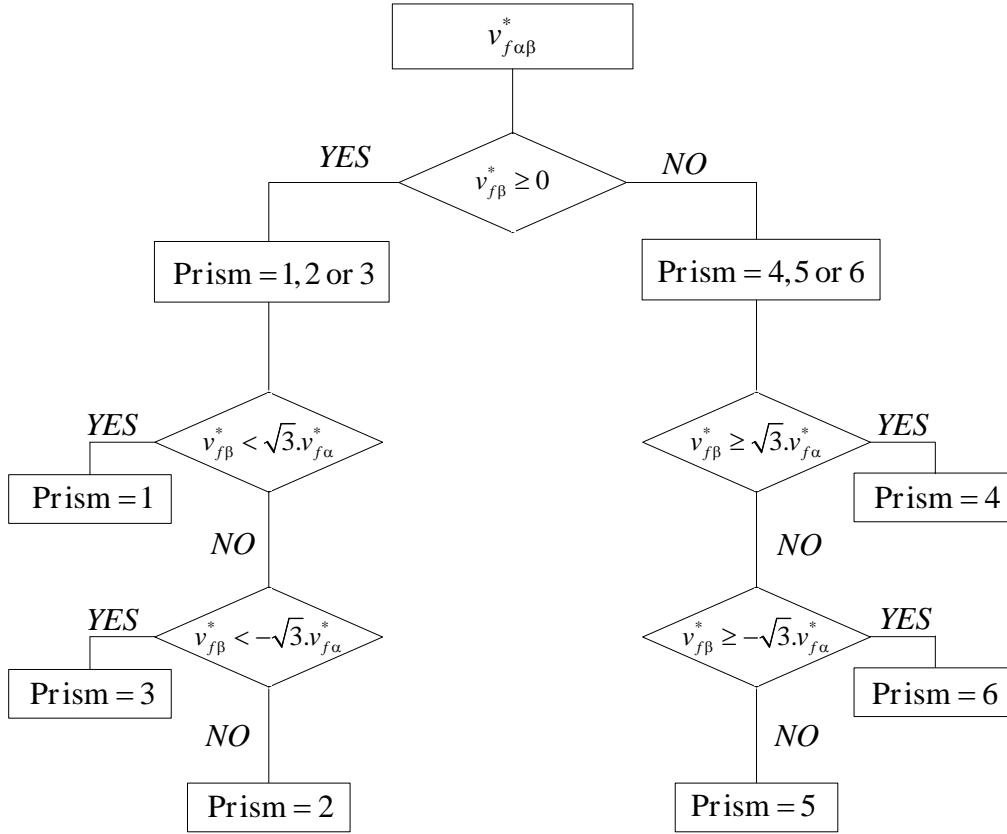 v*fαβ
YES
NO
v*fβ ≥ 0
Prism = 1, 2 or 3
Prism = 4, 5 or 6
YES
v*fβ < √3.v*fα
v*fβ ≥ √3.v*fα
YES
Prism = 1
Prism = 4
NO
NO
YES
v*fβ < −√3.v*fα
v*fβ ≥ −√3.v*fα
YES
Prism = 3
Prism = 6
NO
NO
Prism = 2
Prism = 5